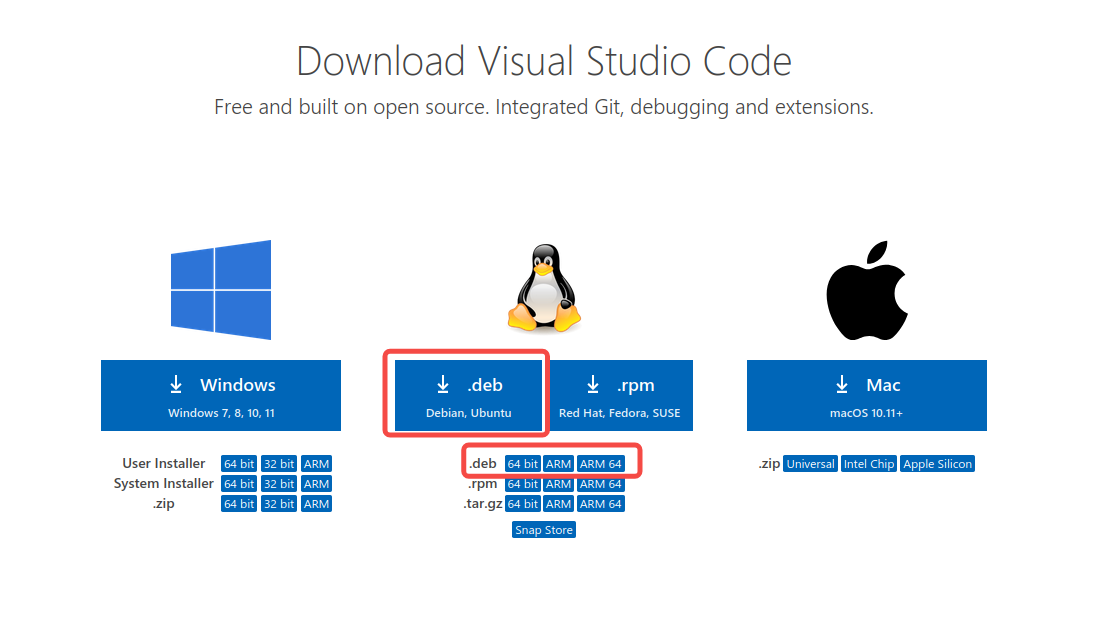 Download Visual Studio Code
Free and built on open source. Integrated Git, debugging and extensions.
Windows
Windows 7, 8, 10, 11
User Installer 64 bit 32 bit ARM
System Installer 64 bit 32 bit ARM
.zip 64 bit 32 bit ARM
.deb
Debian, Ubuntu
.rpm
Red Hat, Fedora, SUSE
.deb 64 bit ARM ARM 64
.rpm 64 bit ARM ARM 64
.tar.gz 64 bit ARM ARM 64
Snap Store
Mac
macOS 10.11+
.zip Universal Intel Chip Apple Silicon